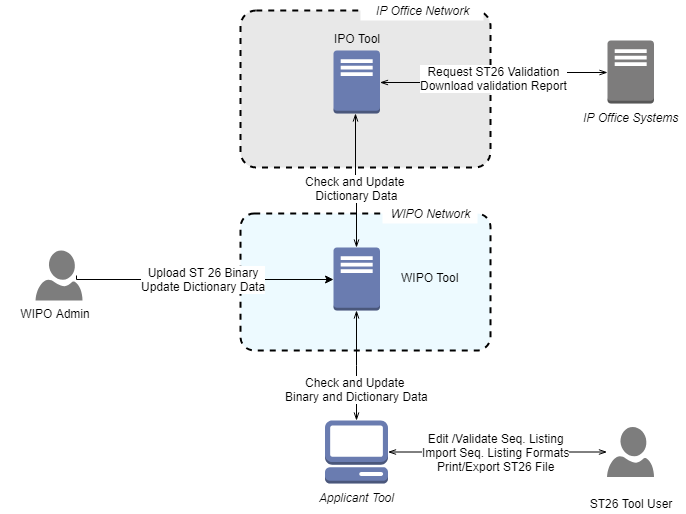 IP Office Network
IPO Tool
Request ST26 Validation
Download validation Report
IP Office Systems
Check and Update
Dictionary Data
WIPO Network
Upload ST 26 Binary
Update Dictionary Data
WIPO Tool
WIPO Admin
Check and Update
Binary and Dictionary Data
Edit /Validate Seq. Listing
Import Seq. Listing Formats
Print/Export ST26 File
Applicant Tool
ST26 Tool User